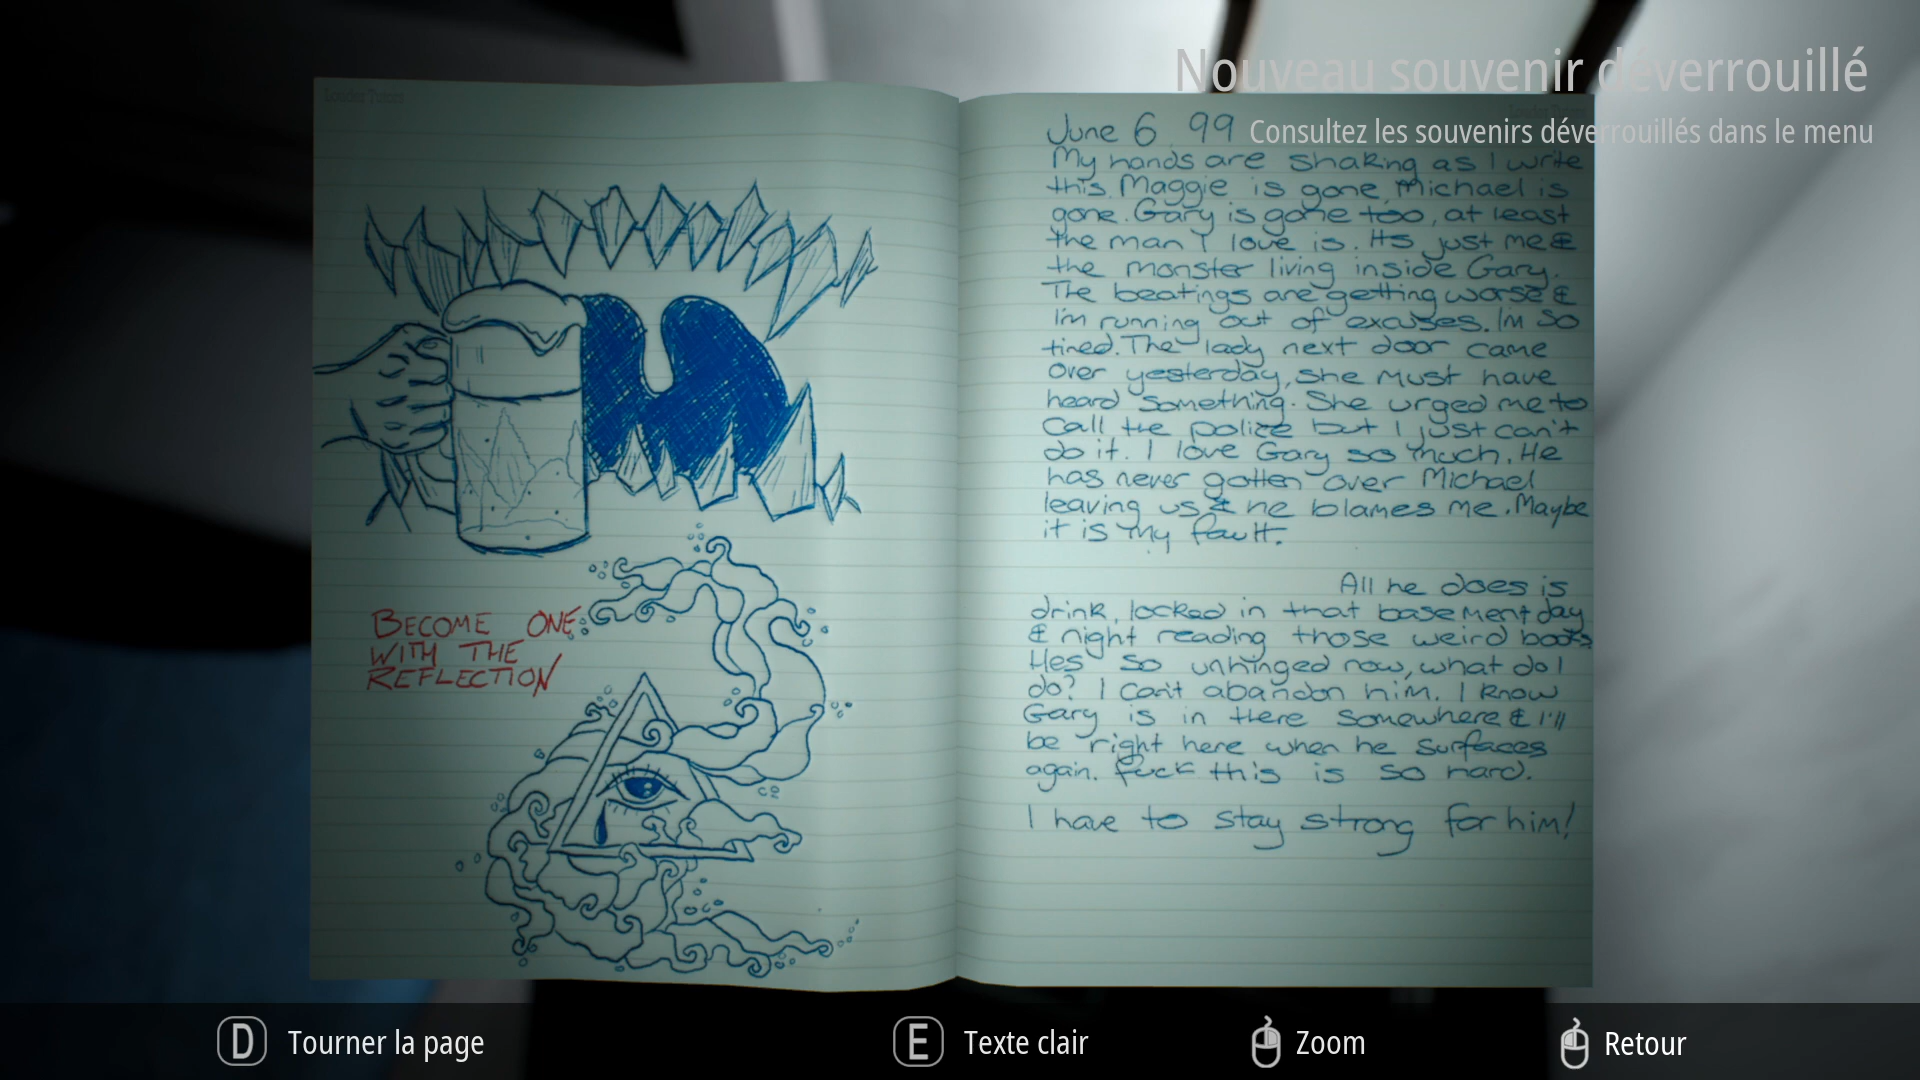 Nouveau souvenir déverrouillé
Consultez les souvenirs déverrouillés dans le menu
BECOME ONE
WITH THE
REFLECTION
June 6 99
My hands are shaking as I write
this. Maggie is gone, Michael is
gone. Gary is gone too, at least
the man I love is. Its just me &
the monster living inside Gary.
The beatings are getting worse &
I'm running out of excuses. Im so
tired. The lady next door came
over yesterday, she must have
heard something. She urged me to
call the police but I just can't
do it. I love Gary so much. He
has never gotten over Michael
leaving us & he blames me. Maybe
it is my fault.
All he does is
drink, locked in that basement day
& night reading those weird books
Hes so unhinged now, what do I
do? I can't abandon him. I know
Gary is in there somewhere & I'll
be right here when he surfaces
again. Fuck this is so hard.
I have to stay strong for him!
D Tourner la page
E Texte clair
Zoom
Retour